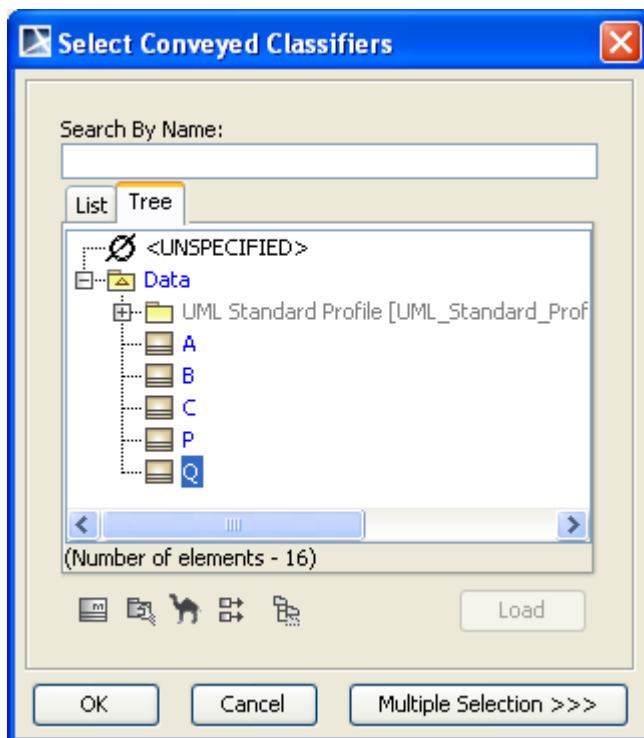 Select Conveyed Classifiers
Search By Name:
List Tree
<UNSPECIFIED>
Data
UML Standard Profile [UML_Standard_Prof
A
B
C
P
Q
(Number of elements - 16)
Load
OK Cancel Multiple Selection >>>